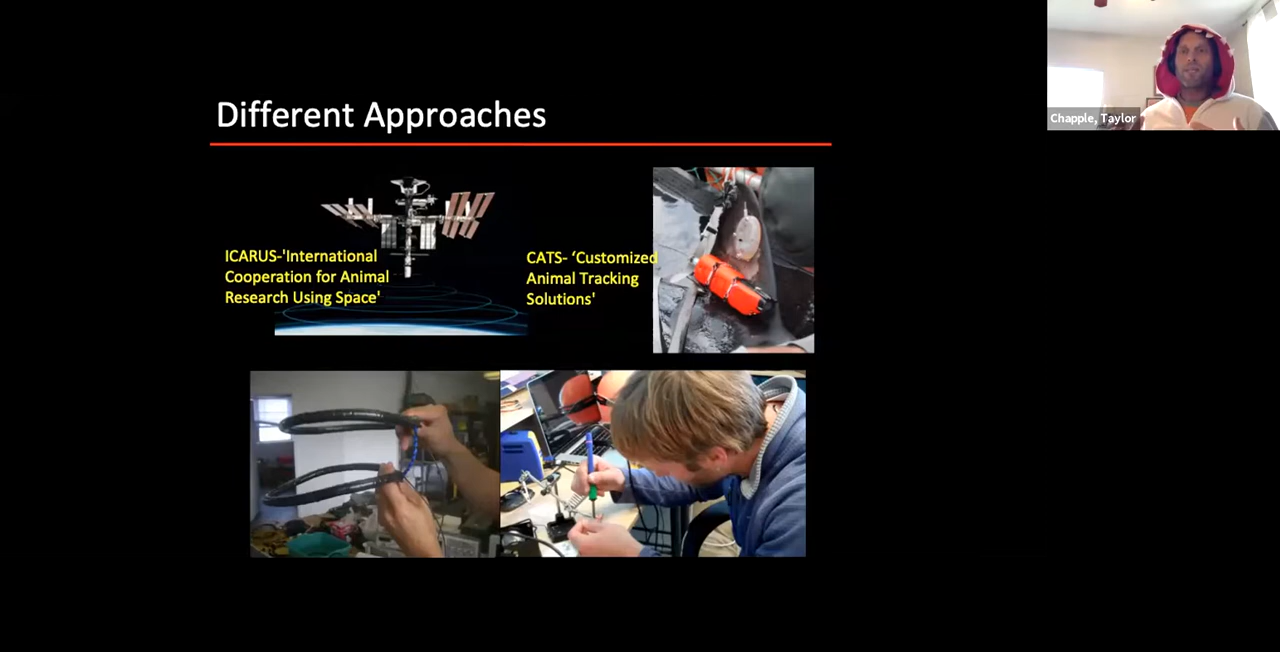 Chapple, Taylor
Different Approaches
ICARUS-'International
Cooperation for Animal
Research Using Space'
CATS- ‘Customized
Animal Tracking
Solutions'